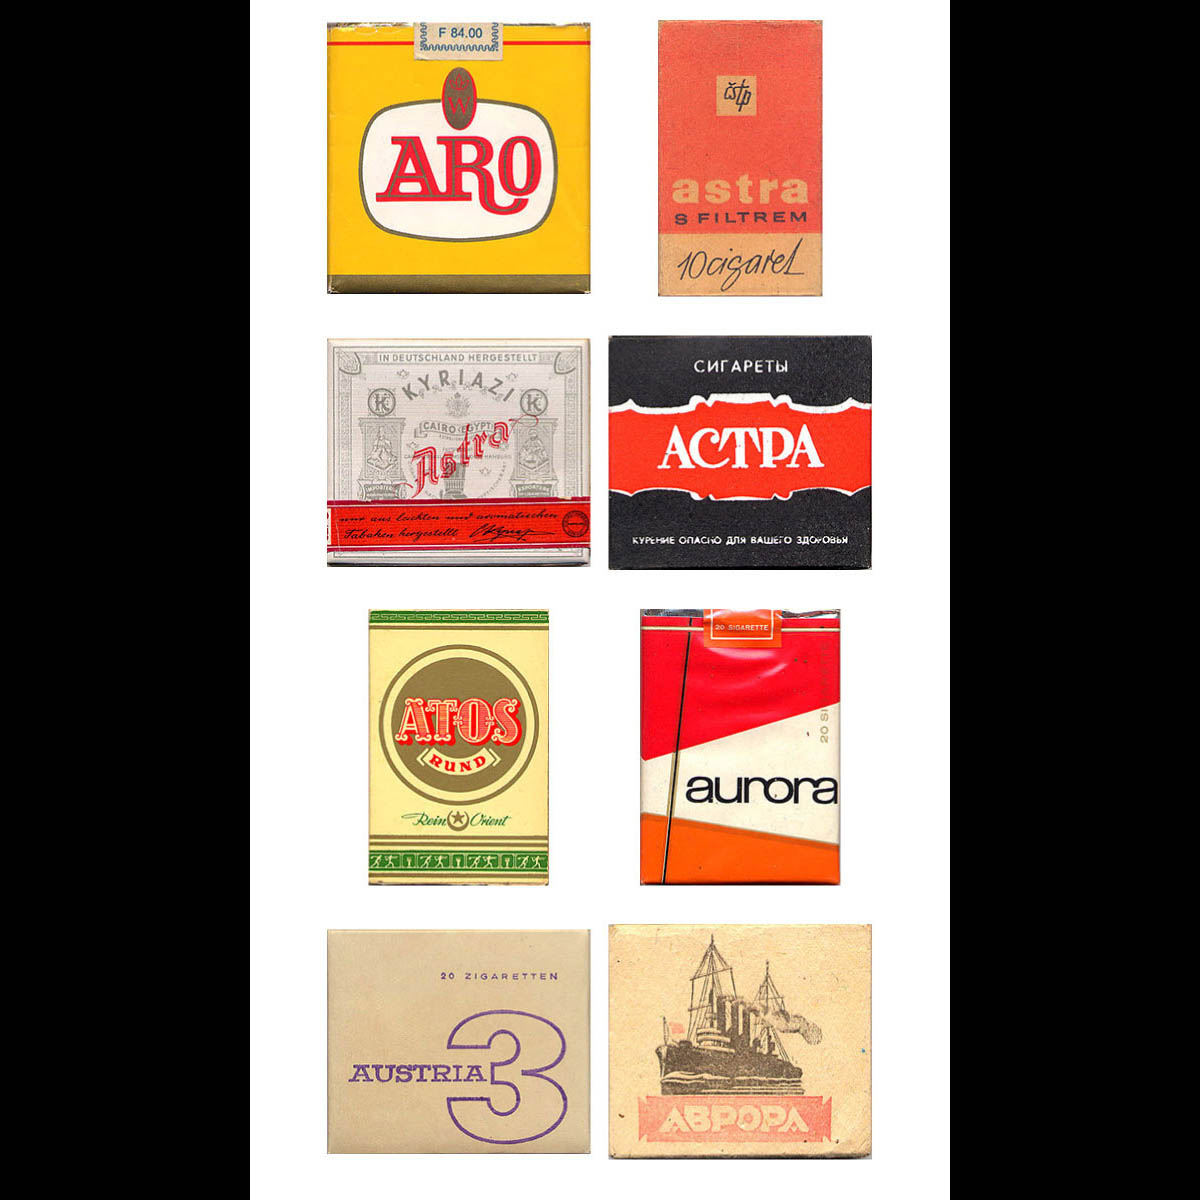 F 84.00
W
ARO
čstp
astra
S FILTREM
10 cigaret
IN DEUTSCHLAND HERGESTELLT
KYRIAZI
K
K
CAIRO EGYPT
Astra
nur aus leichten und aromatischen
Tabaken hergestellt
СИГАРЕТЫ
АСТРА
КУРЕНИЕ ОПАСНО ДЛЯ ВАШЕГО ЗДОРОВЬЯ
ATOS
RUND
Rein Orient
20 SIGARETTE
aurora
20 ZIGARETTEN
AUSTRIA 3
АВРОРА